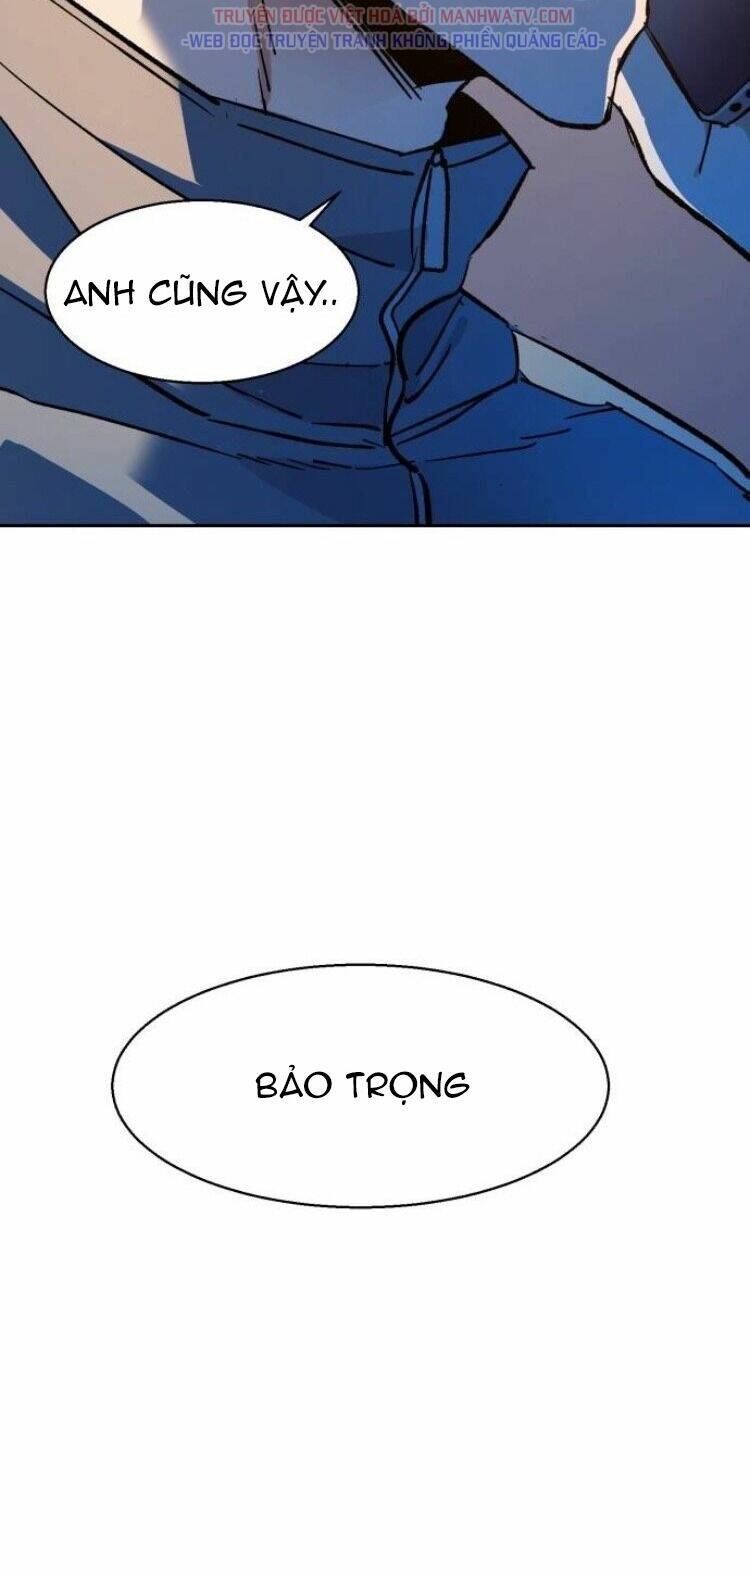 TRUYỆN ĐƯỢC VIỆT HÓA BỞI MANHWATV.COM
-WEB ĐỌC TRUYỆN TRANH KHÔNG PHIỀN QUẢNG CÁO-
ANH CŨNG VẬY..
BẢO TRỌNG